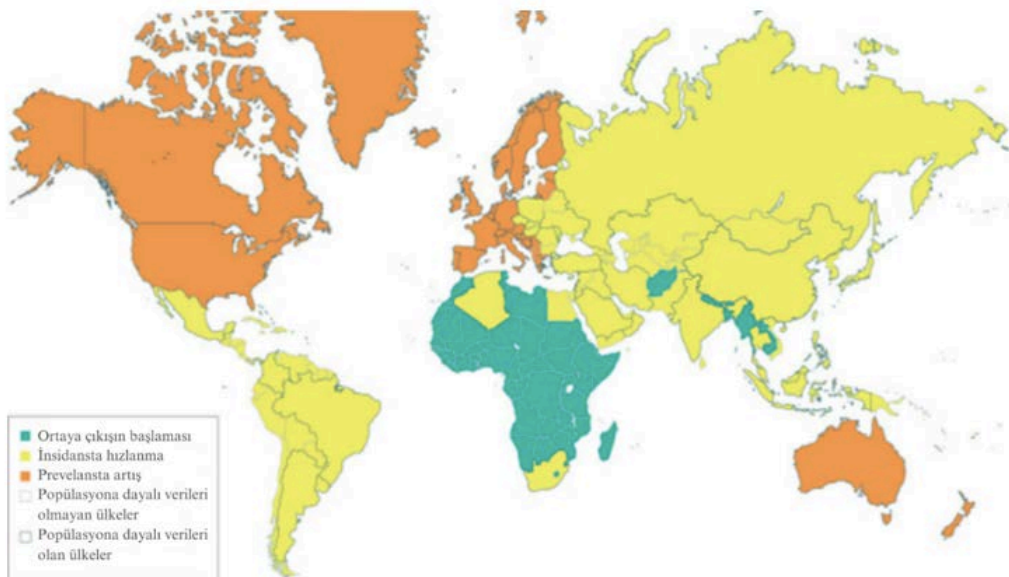 Ortaya çıkışın başlaması
İnsidansta hızlanma
Prevelansta artış
Popülasyona dayalı verileri
olmayan ülkeler
Popülasyona dayalı verileri
olan ülkeler